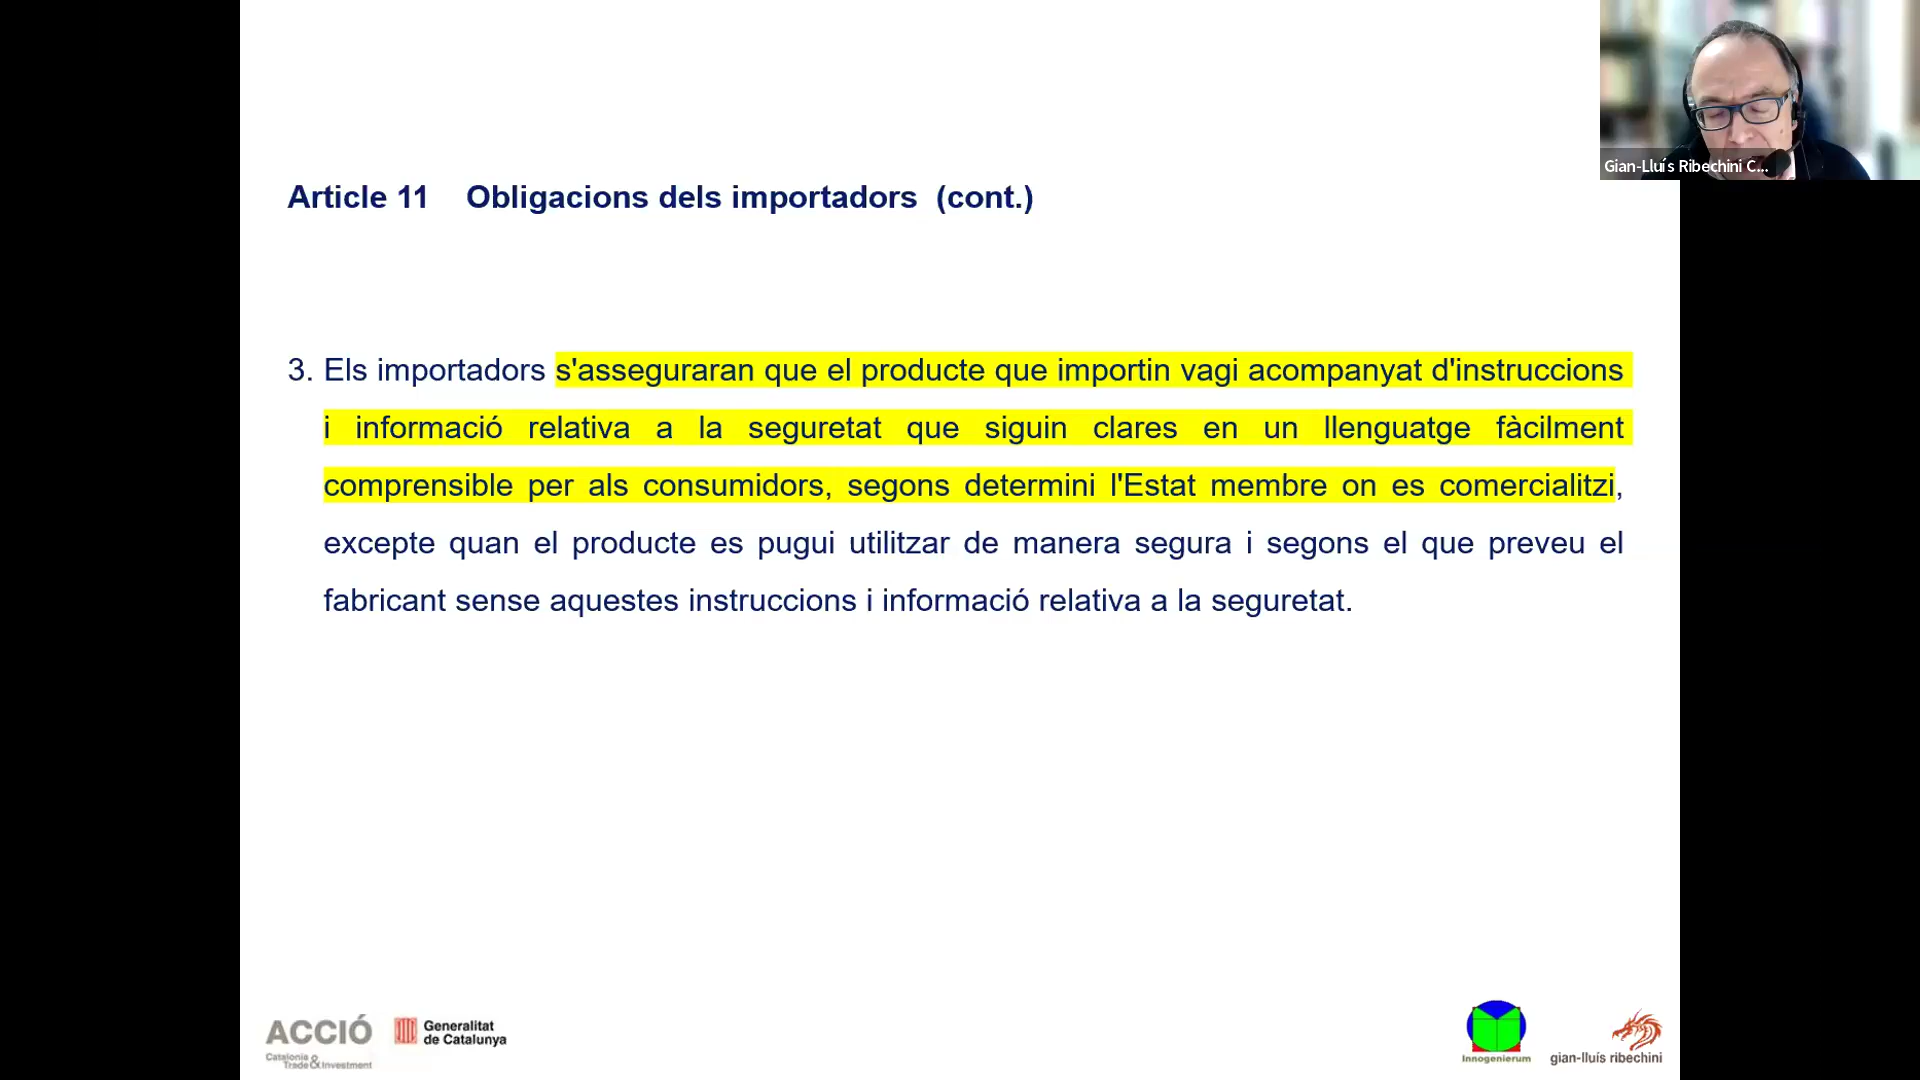 Gian-Lluís Ribechini C...
Article 11 Obligacions dels importadors (cont.)
3. Els importadors s'asseguraran que el producte que importin vagi acompanyat d'instruccions
i informació relativa a la seguretat que siguin clares en un llenguatge fàcilment
comprensible per als consumidors, segons determini l'Estat membre on es comercialitzi,
excepte quan el producte es pugui utilitzar de manera segura i segons el que preveu el
fabricant sense aquestes instruccions i informació relativa a la seguretat.
ACCIÓ
Catalonia
Trade & Investment
Generalitat
de Catalunya
Innogenierum
gian-lluís ribechini